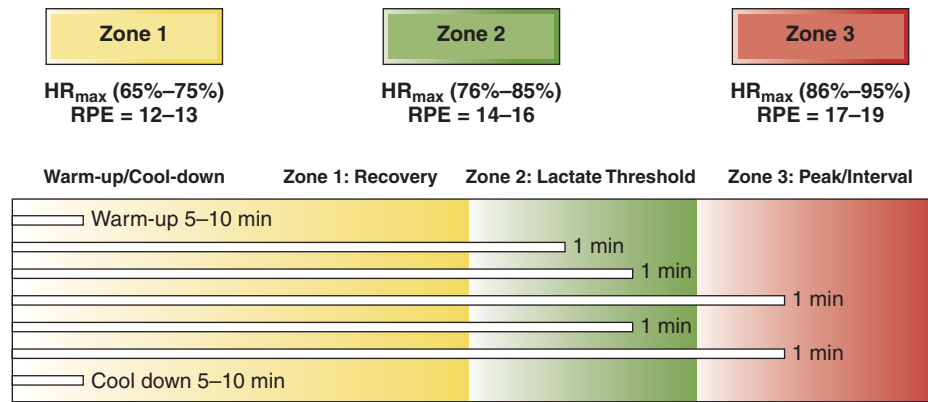 Zone 1
Zone 2
Zone 3
HRmax (65%–75%)
RPE = 12–13
HRmax (76%–85%)
RPE = 14–16
HRmax (86%–95%)
RPE = 17–19
Warm-up/Cool-down
Zone 1: Recovery
Zone 2: Lactate Threshold
Zone 3: Peak/Interval
Warm-up 5–10 min
1 min
1 min
1 min
1 min
1 min
Cool down 5–10 min